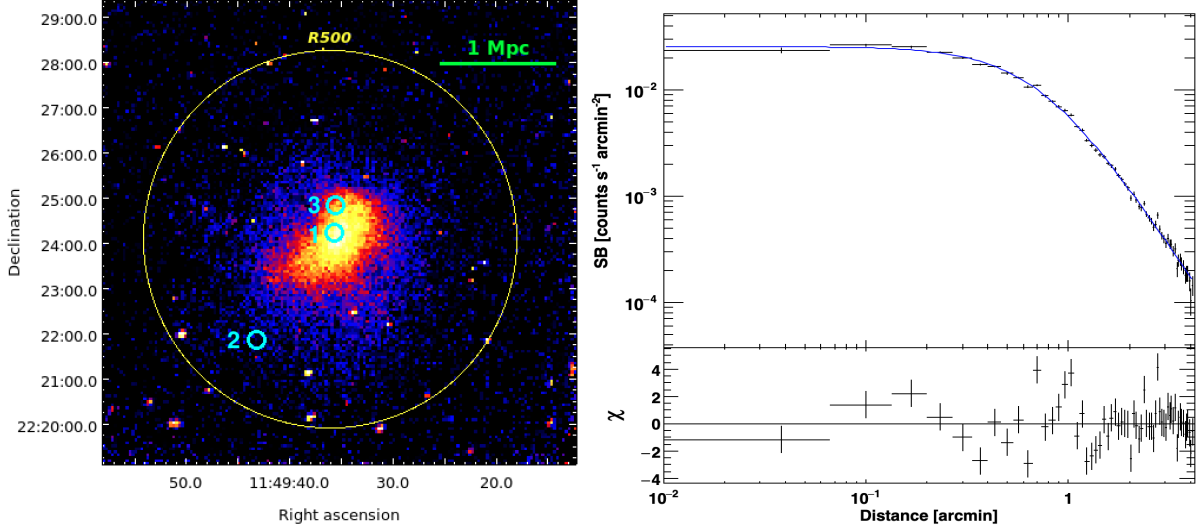 29:00.0
28:00.0
27:00.0
26:00.0
25:00.0
24:00.0
23:00.0
22:00.0
21:00.0
22:20:00.0
Declination
R500
1 Mpc
3
1
2
50.0 11:49:40.0 30.0 20.0
Right ascension
SB [counts s⁻¹ arcmin⁻²]
10⁻²
10⁻³
10⁻⁴
χ
4
2
0
−2
−4
10⁻² 10⁻¹ 1
Distance [arcmin]